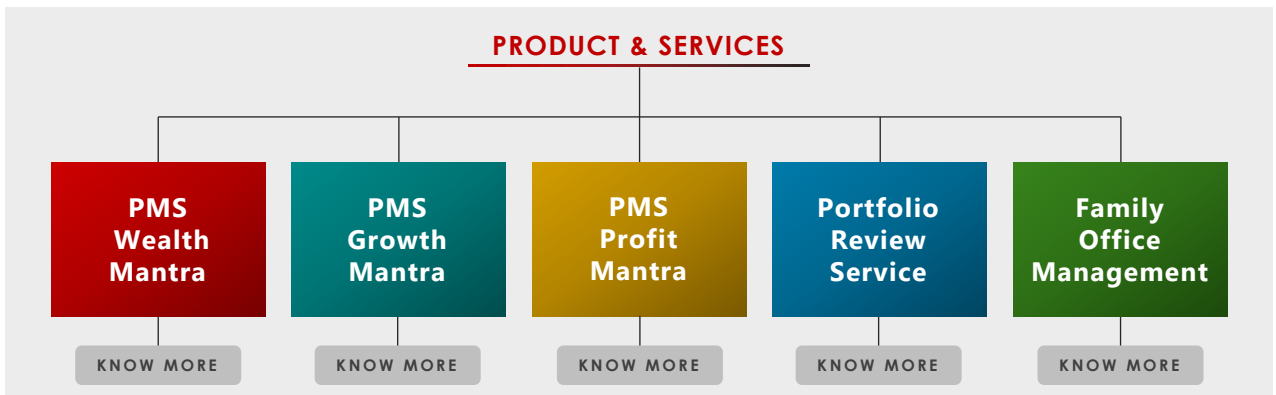 PRODUCT & SERVICES
PMS
Wealth
Mantra
PMS
Growth
Mantra
PMS
Profit
Mantra
Portfolio
Review
Service
Family
Office
Management
KNOW MORE
KNOW MORE
KNOW MORE
KNOW MORE
KNOW MORE